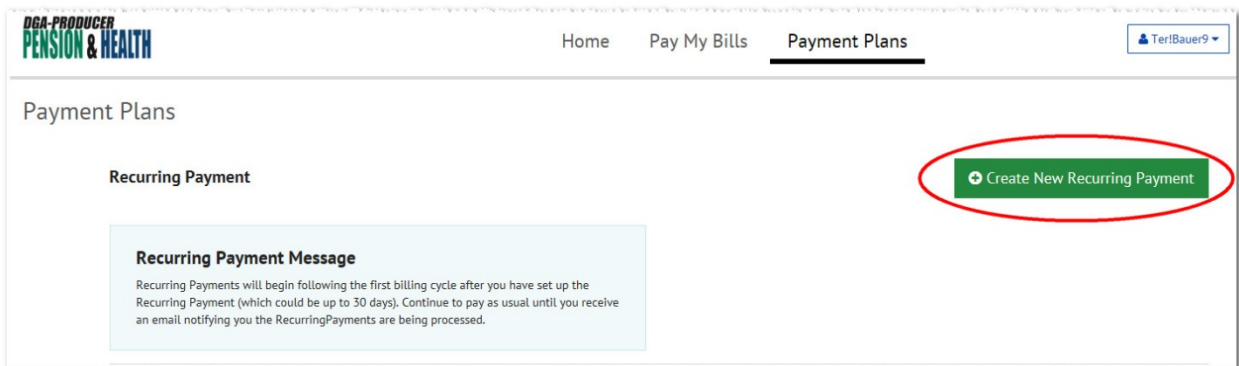 DGA-PRODUCER
PENSION & HEALTH
Home Pay My Bills Payment Plans Ter!Bauer9
Payment Plans
Recurring Payment
Create New Recurring Payment
Recurring Payment Message
Recurring Payments will begin following the first billing cycle after you have set up the
Recurring Payment (which could be up to 30 days). Continue to pay as usual until you receive
an email notifying you the RecurringPayments are being processed.